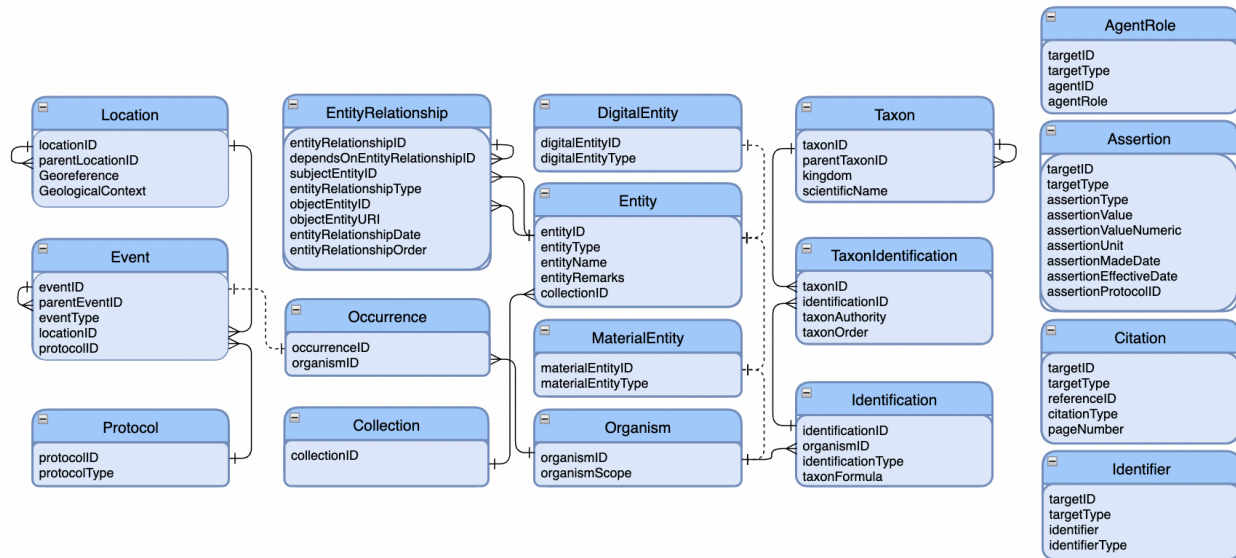 Location
locationID
parentLocationID
Georeference
GeologicalContext
Event
eventID
parentEventID
eventType
locationID
protocolID
Protocol
protocolID
protocolType
EntityRelationship
entityRelationshipID
dependsOnEntityRelationshipID
subjectEntityID
entityRelationshipType
objectEntityID
objectEntityURI
entityRelationshipDate
entityRelationshipOrder
Occurrence
occurrenceID
organismID
Collection
collectionID
DigitalEntity
digitalEntityID
digitalEntityType
Entity
entityID
entityType
entityName
entityRemarks
collectionID
MaterialEntity
materialEntityID
materialEntityType
Organism
organismID
organismScope
Taxon
taxonID
parentTaxonID
kingdom
scientificName
TaxonIdentification
taxonID
identificationID
taxonAuthority
taxonOrder
Identification
identificationID
organismID
identificationType
taxonFormula
AgentRole
targetID
targetType
agentID
agentRole
Assertion
targetID
targetType
assertionType
assertionValue
assertionValueNumeric
assertionUnit
assertionMadeDate
assertionEffectiveDate
assertionProtocolID
Citation
targetID
targetType
referenceID
citationType
pageNumber
Identifier
targetID
targetType
identifier
identifierType